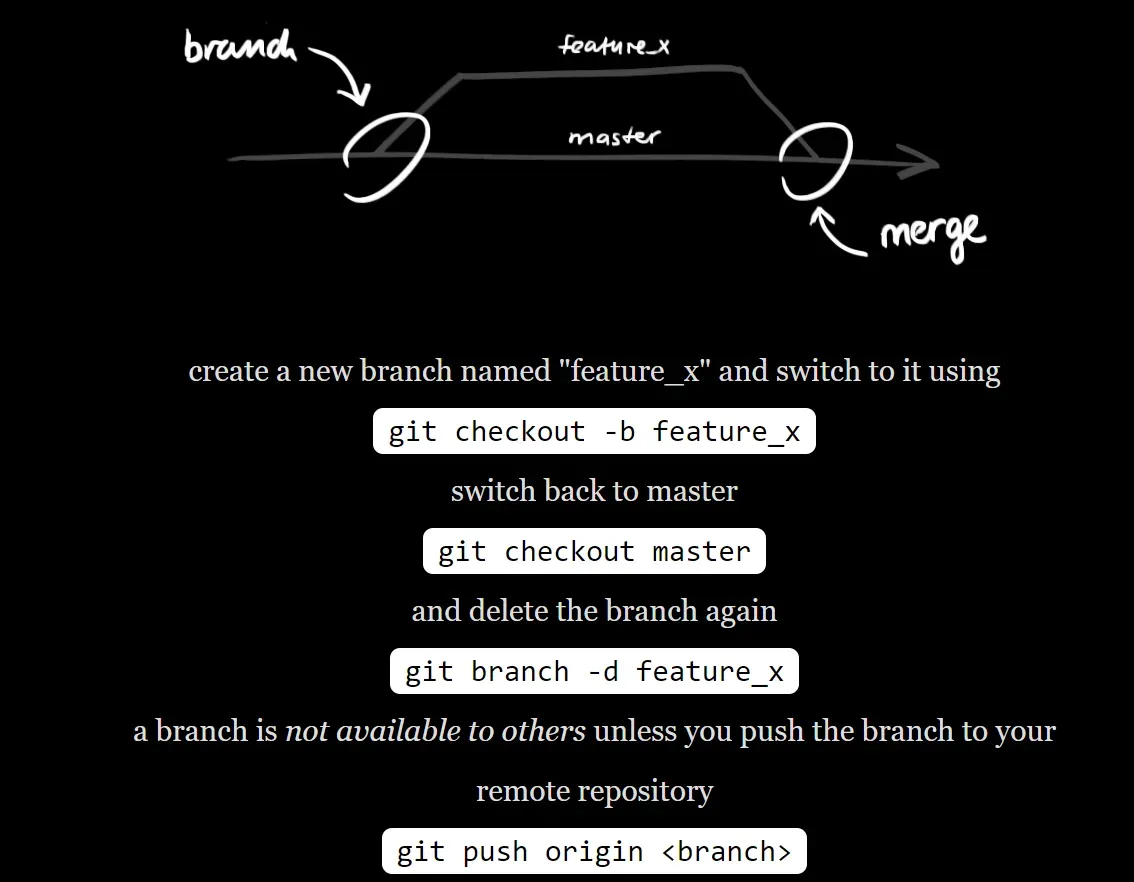 branch
feature_x
master
merge
create a new branch named "feature_x" and switch to it using
git checkout -b feature_x
switch back to master
git checkout master
and delete the branch again
git branch -d feature_x
a branch is not available to others unless you push the branch to your
remote repository
git push origin <branch>